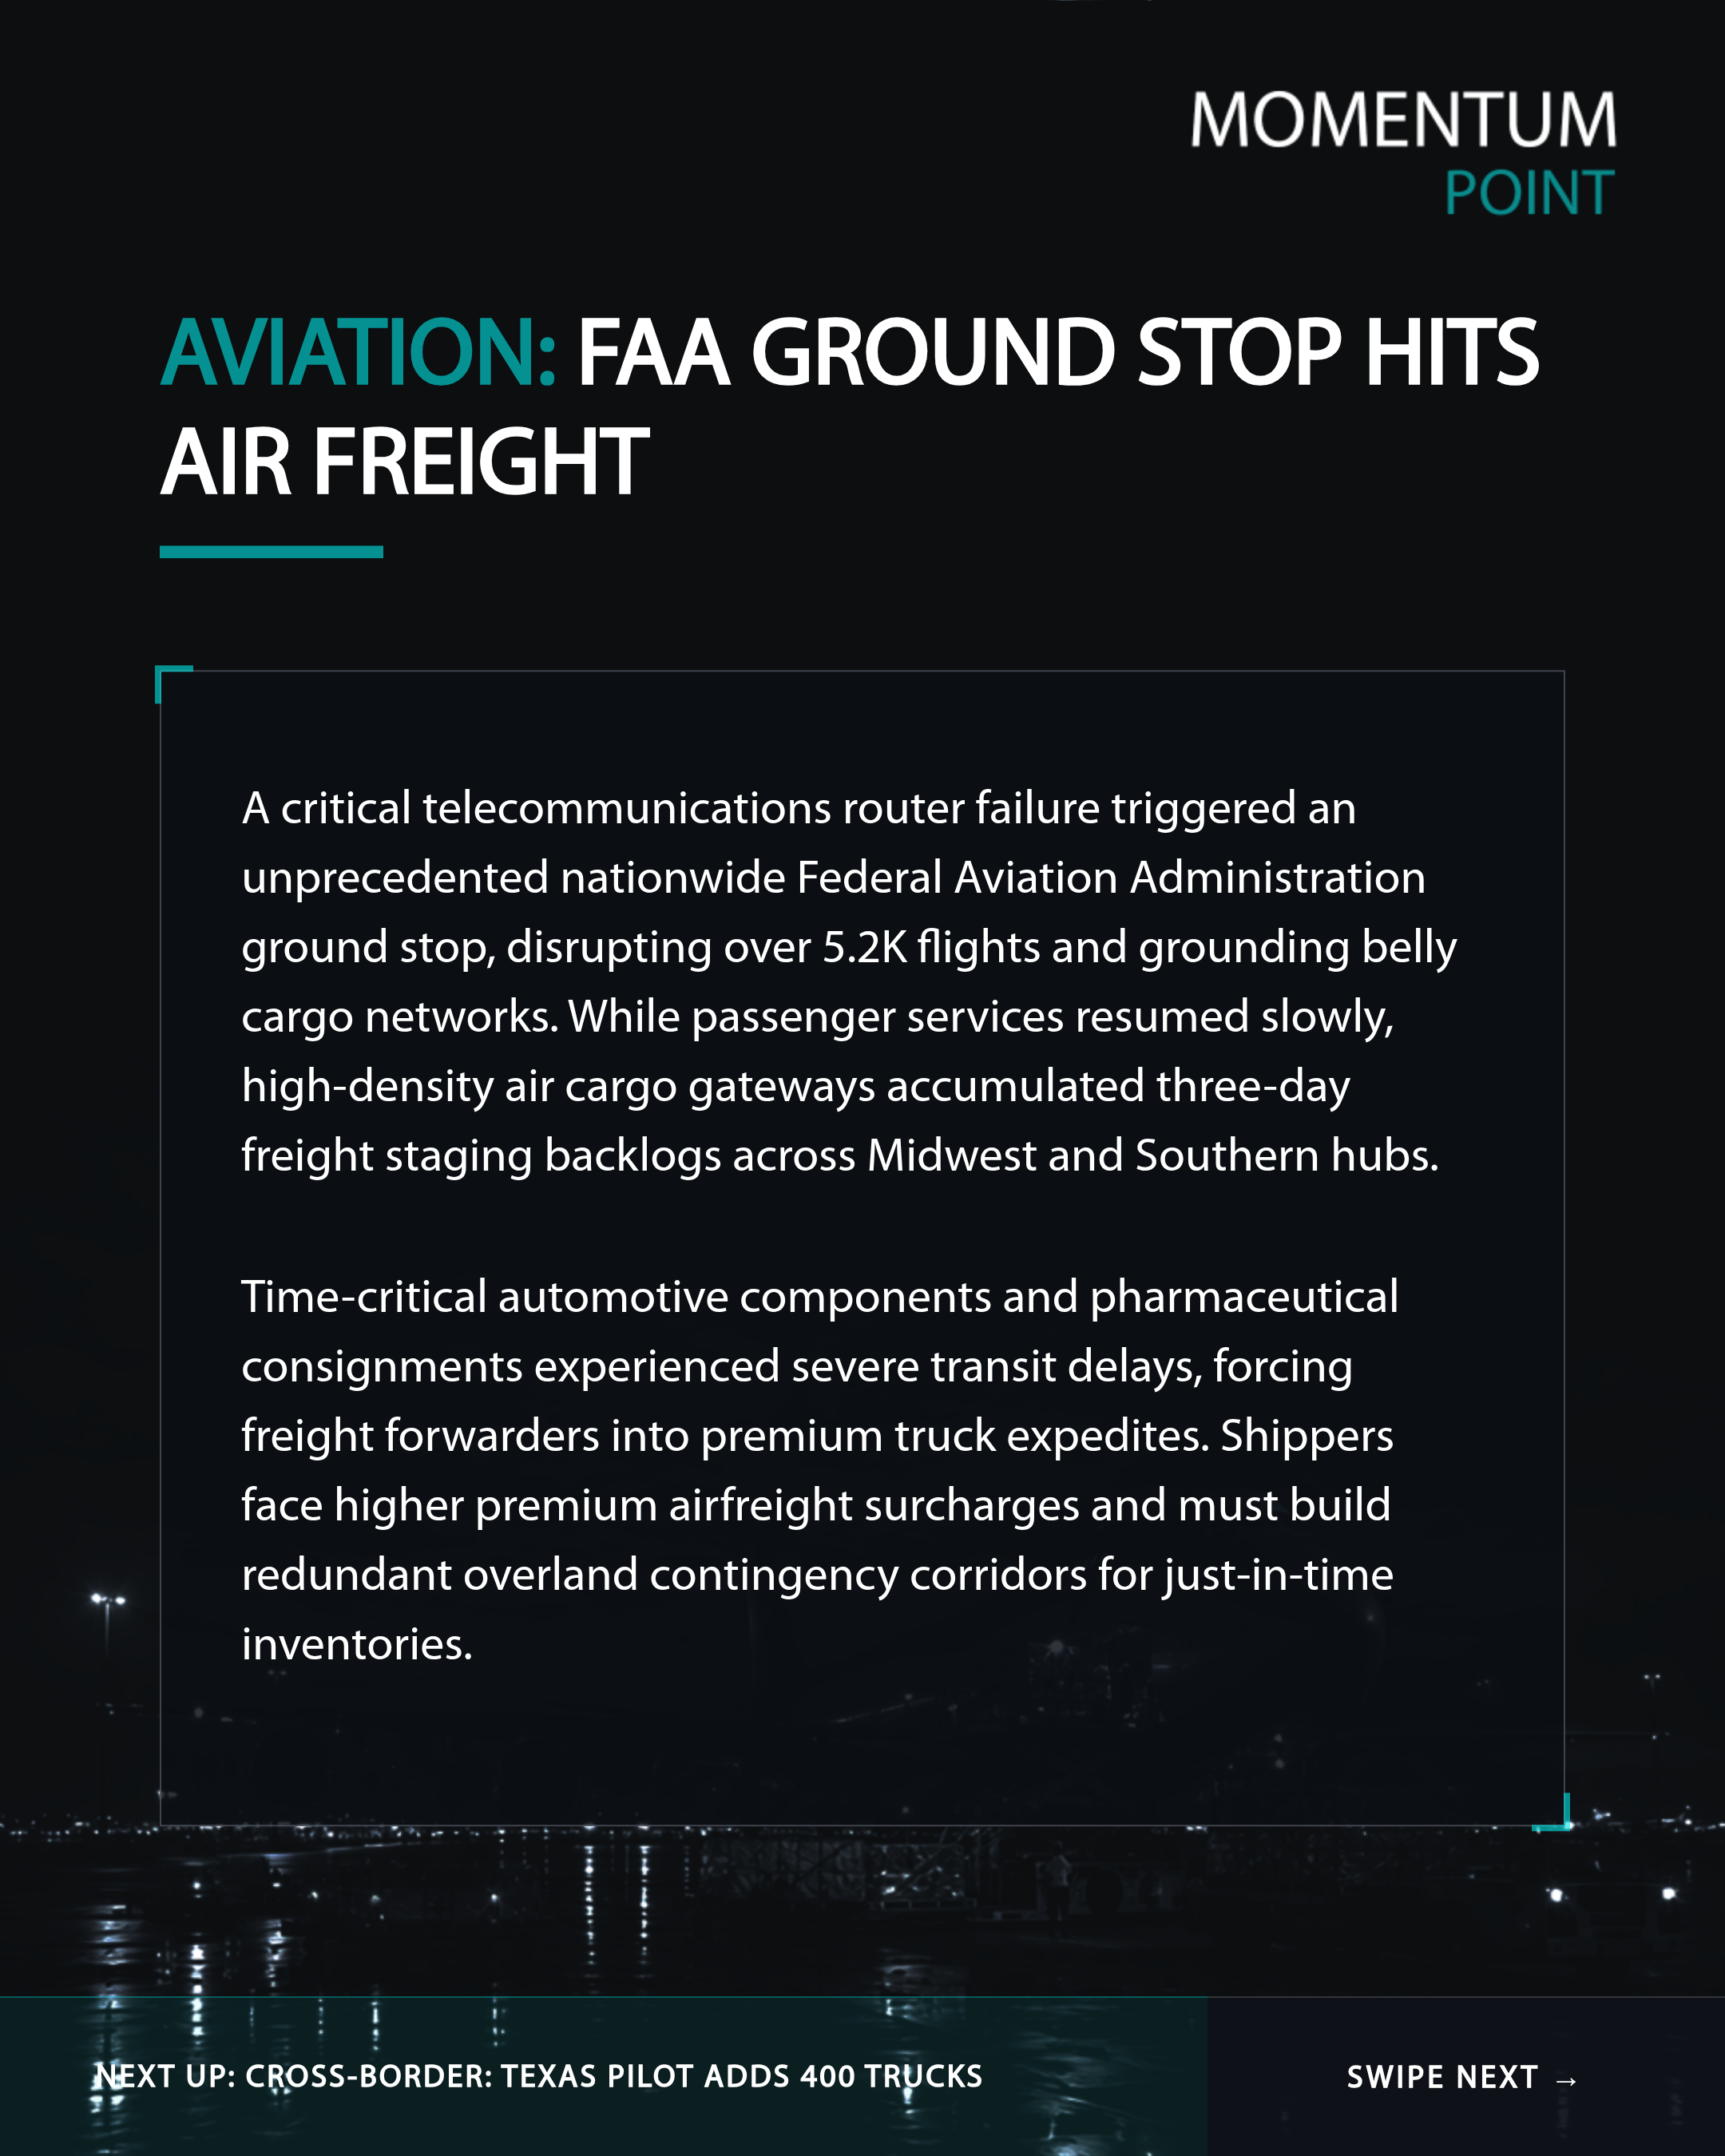 MOMENTUM
POINT
AVIATION: FAA GROUND STOP HITS
AIR FREIGHT
A critical telecommunications router failure triggered an
unprecedented nationwide Federal Aviation Administration
ground stop, disrupting over 5.2K flights and grounding belly
cargo networks. While passenger services resumed slowly,
high-density air cargo gateways accumulated three-day
freight staging backlogs across Midwest and Southern hubs.
Time-critical automotive components and pharmaceutical
consignments experienced severe transit delays, forcing
freight forwarders into premium truck expedites. Shippers
face higher premium airfreight surcharges and must build
redundant overland contingency corridors for just-in-time
inventories.
NEXT UP: CROSS-BORDER: TEXAS PILOT ADDS 400 TRUCKS
SWIPE NEXT →